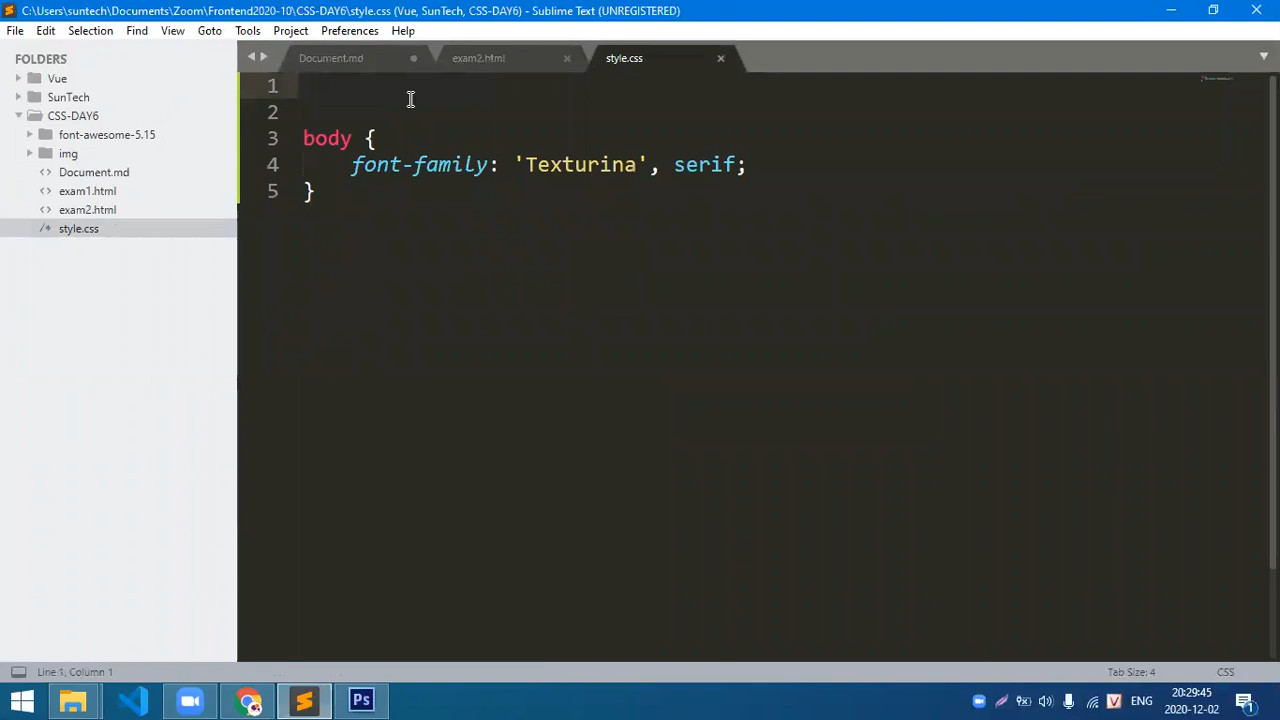 C:\Users\suntech\Documents\Zoom\Frontend2020-10\CSS-DAY6\style.css (Vue, SunTech, CSS-DAY6) - Sublime Text (UNREGISTERED)
File Edit Selection Find View Goto Tools Project Preferences Help
FOLDERS
Vue
SunTech
CSS-DAY6
font-awesome-5.15
img
Document.md
exam1.html
exam2.html
style.css
Document.md exam2.html style.css
1
2
3 body {
4 font-family: 'Texturina', serif;
5 }
Line 1, Column 1 Tab Size: 4 CSS
Ps
V ENG 20:29:45
2020-12-02
1